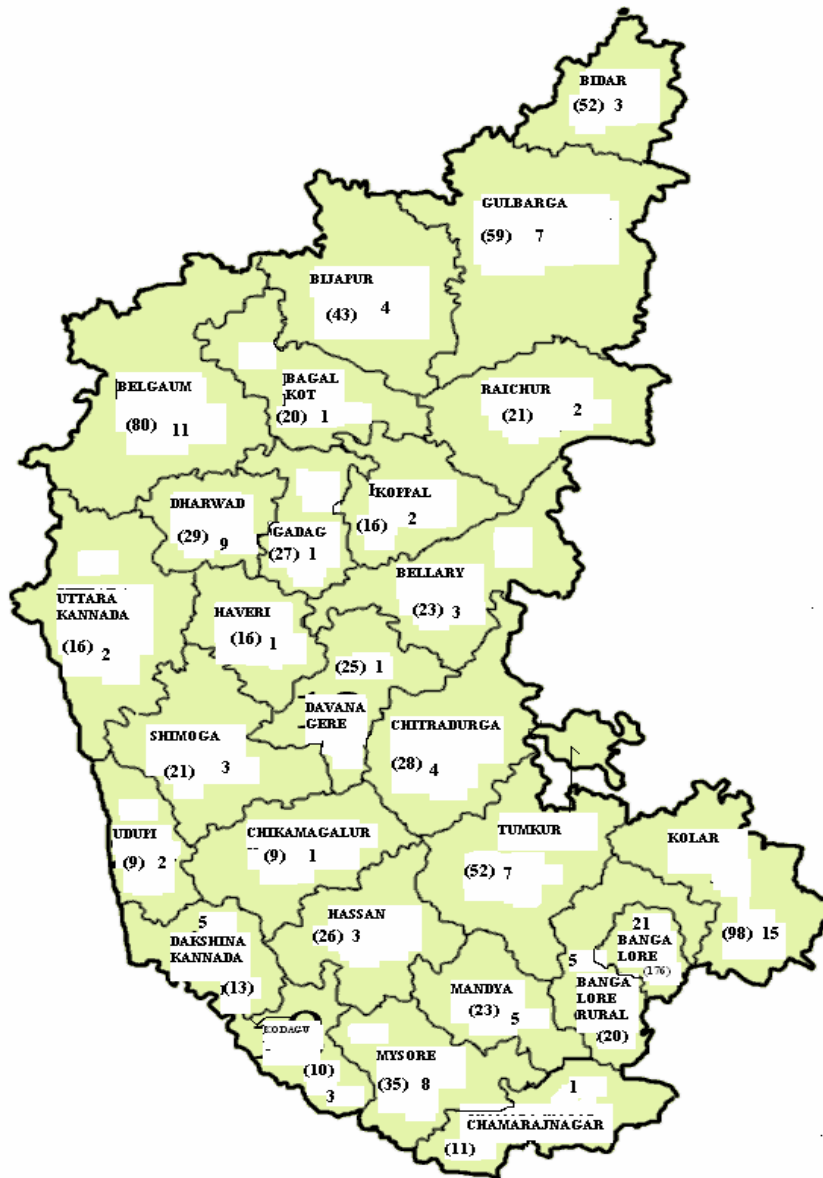 BIDAR
(52) 3
GULBARGA
(59) 7
BIJAPUR
(43) 4
BELGAUM
(80) 11
BAGAL
KOT
(20) 1
RAICHUR
(21) 2
DHARWAD
(29) 9
GADAG
(27) 1
KOPPAL
(16) 2
BELLARY
(23) 3
UTTARA
KANNADA
(16) 2
HAVERI
(16) 1
(25) 1
DAVANA
GERE
SHIMOGA
(21) 3
CHITRADURGA
(28) 4
UDUPI
(9) 2
CHIKAMAGALUR
(9) 1
TUMKUR
(52) 7
KOLAR
(98) 15
HASSAN
(26) 3
5
DAKSHINA
KANNADA
(13)
21
BANGA
LORE
(176)
5
BANGA
LORE
RURAL
(20)
MANDYA
(23) 5
KODAGU
(10)
3
MYSORE
(35) 8
1
CHAMARAJNAGAR
(11)